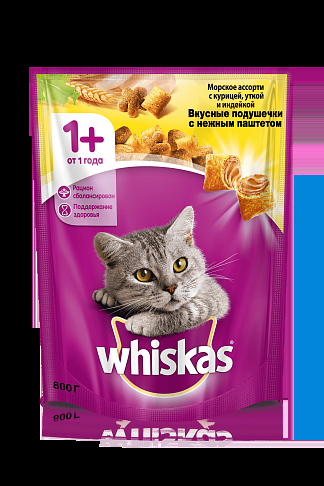 Морское ассорти
с курицей, уткой
и индейкой
Вкусные подушечки
с нежным паштетом
1+
от 1 года
Рацион
сбалансирован
Поддержание
здоровья
whiskas
800 г